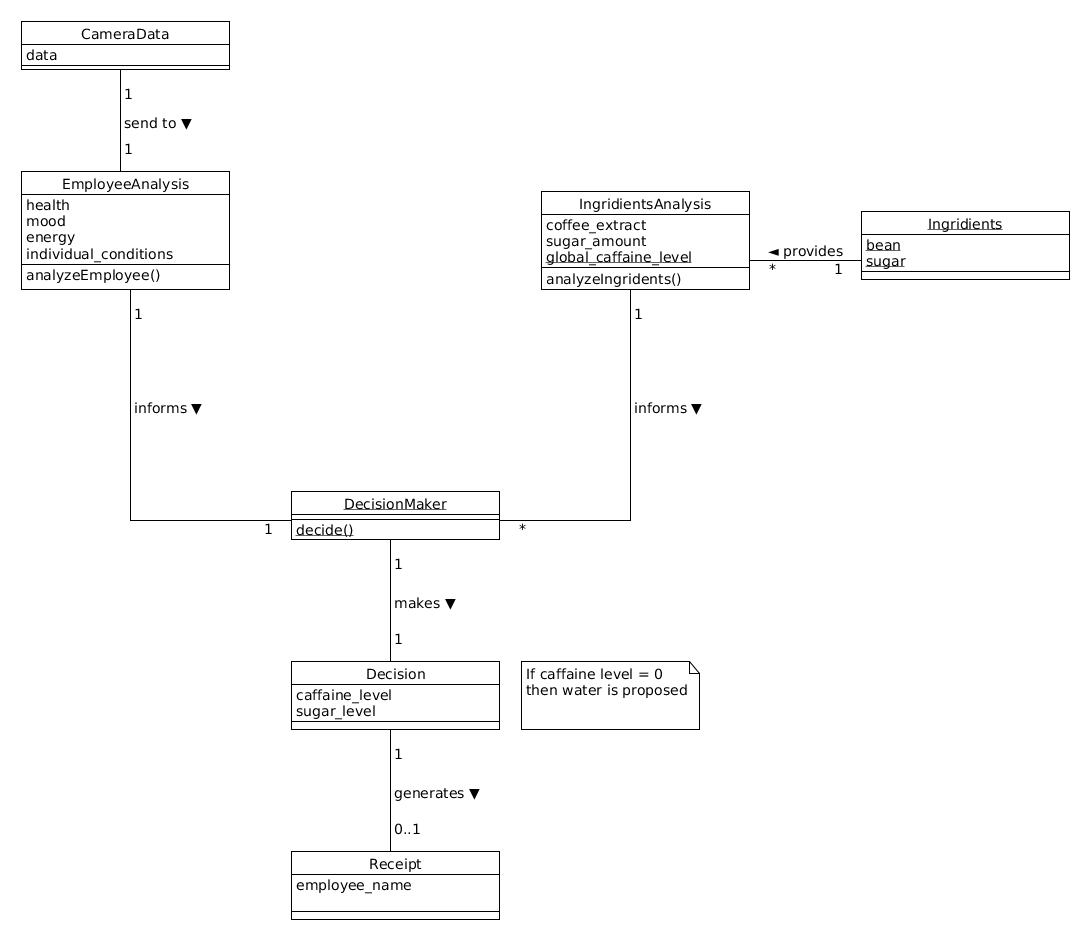 CameraData
data
1
send to ▼
1
EmployeeAnalysis
health
mood
energy
individual_conditions
analyzeEmployee()
IngridientsAnalysis
coffee_extract
sugar_amount
global_caffaine_level
analyzeIngridents()
◄ provides
*
1
Ingridients
bean
sugar
1
informs ▼
1
informs ▼
1
DecisionMaker
decide()
*
1
makes ▼
1
Decision
caffaine_level
sugar_level
If caffaine level = 0
then water is proposed
1
generates ▼
0..1
Receipt
employee_name